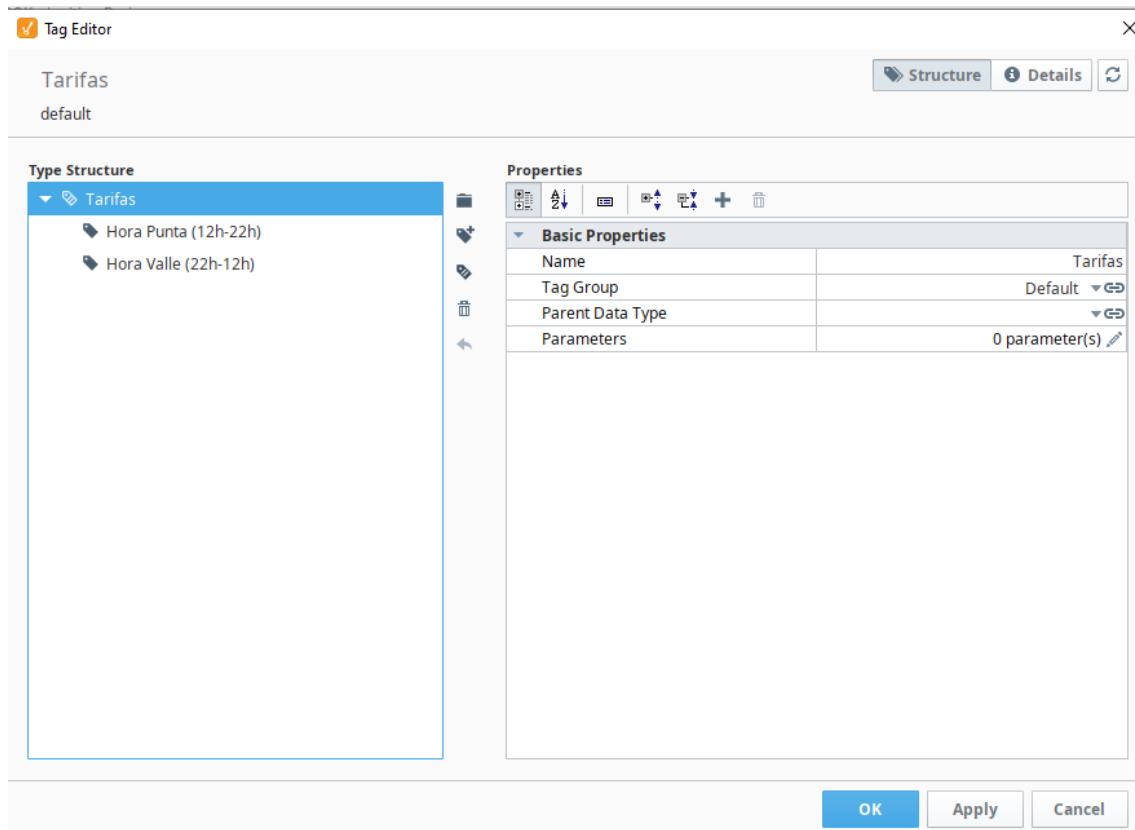 Tag Editor
Tarifas
default
Structure
Details
Type Structure
Tarifas
Hora Punta (12h-22h)
Hora Valle (22h-12h)
Properties
Basic Properties
Name Tarifas
Tag Group Default
Parent Data Type
Parameters 0 parameter(s)
OK Apply Cancel